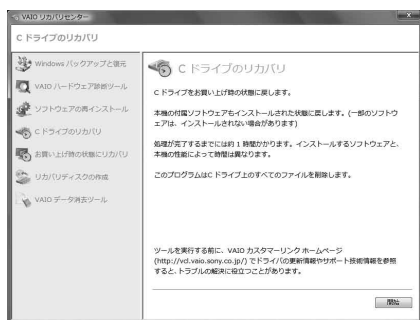 VAIO リカバリセンター
C ドライブのリカバリ
Windows バックアップと復元
VAIO ハードウェア診断ツール
ソフトウェアの再インストール
C ドライブのリカバリ
お買い上げ時の状態にリカバリ
リカバリディスクの作成
VAIO データ消去ツール
C ドライブのリカバリ
C ドライブをお買い上げ時の状態に戻します。
本機の付属ソフトウェアもインストールされた状態に戻します。(一部のソフトウ
ェアは、インストールされない場合があります)
処理が完了するまでには約 1 時間かかります。インストールするソフトウェアと、
本機の性能によって時間は異なります。
このプログラムはC ドライブ上のすべてのファイルを削除します。
ツールを実行する前に、VAIO カスタマーリンク ホームページ
(http://vcl.vaio.sony.co.jp/) でドライバの更新情報やサポート技術情報を参照
すると、トラブルの解決に役立つことがあります。
開始